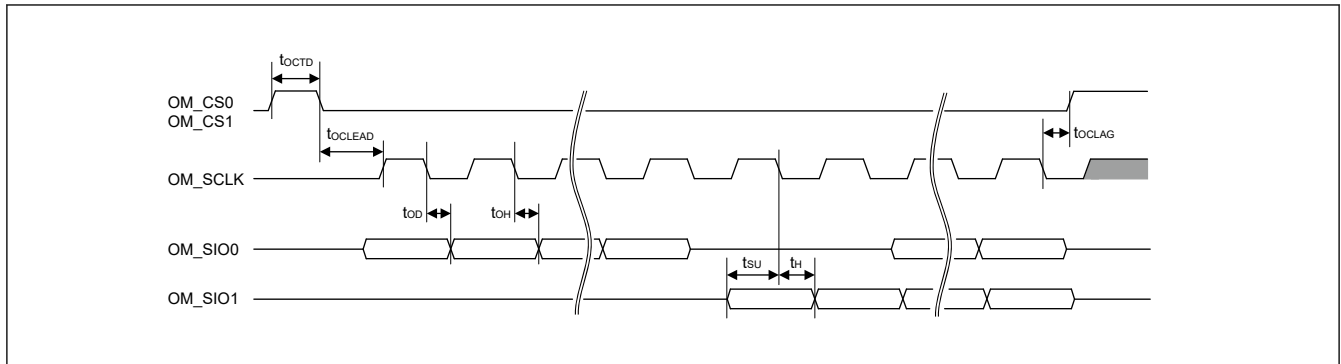 tOCTD
OM_CS0
OM_CS1
tOCLEAD
tOCLAG
OM_SCLK
tOD
tOH
OM_SIO0
tSU
tH
OM_SIO1